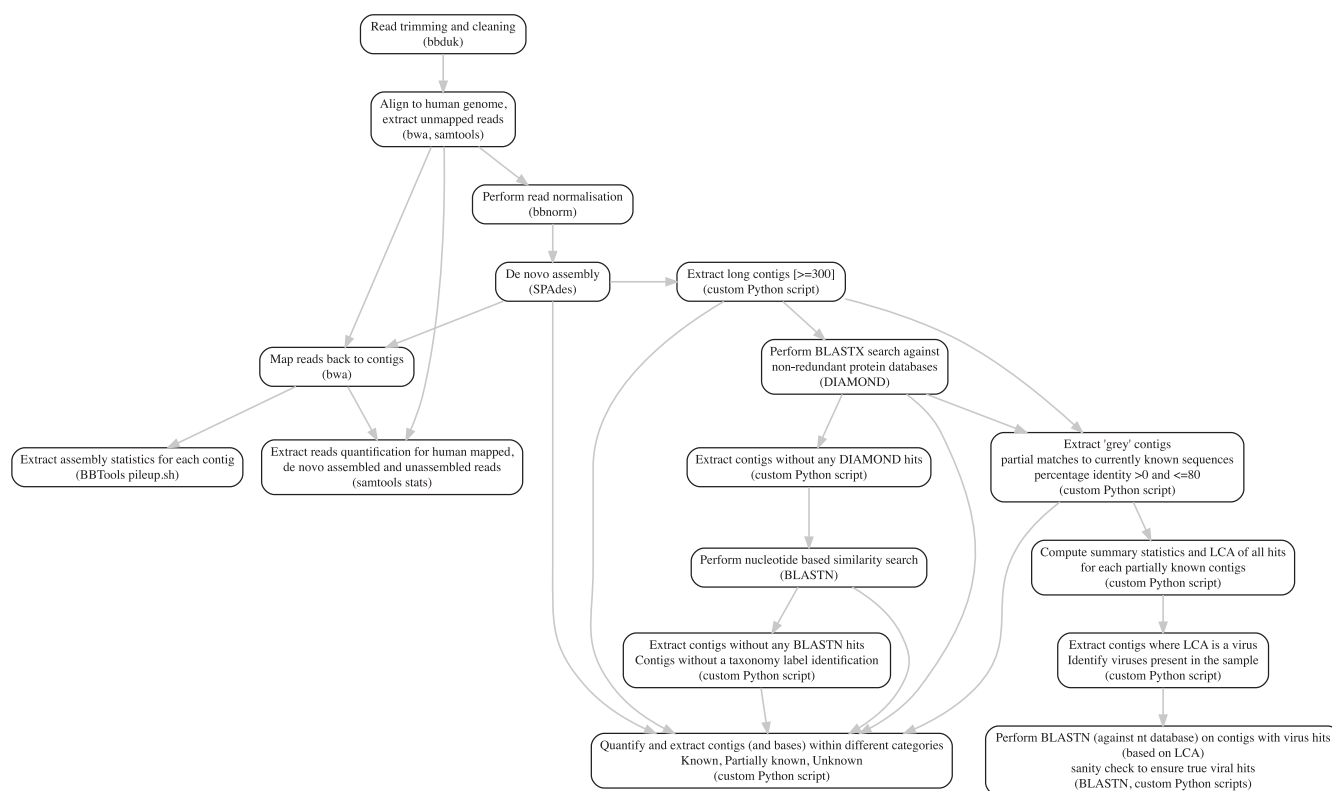 Read trimming and cleaning
(bbduk)
Align to human genome,
extract unmapped reads
(bwa, samtools)
Perform read normalisation
(bbnorm)
De novo assembly
(SPAdes)
Extract long contigs [>=300]
(custom Python script)
Map reads back to contigs
(bwa)
Perform BLASTX search against
non-redundant protein databases
(DIAMOND)
Extract assembly statistics for each contig
(BBTools pileup.sh)
Extract reads quantification for human mapped,
de novo assembled and unassembled reads
(samtools stats)
Extract contigs without any DIAMOND hits
(custom Python script)
Extract 'grey' contigs
partial matches to currently known sequences
percentage identity >0 and <=80
(custom Python script)
Perform nucleotide based similarity search
(BLASTN)
Compute summary statistics and LCA of all hits
for each partially known contigs
(custom Python script)
Extract contigs without any BLASTN hits
Contigs without a taxonomy label identification
(custom Python script)
Extract contigs where LCA is a virus
Identify viruses present in the sample
(custom Python script)
Quantify and extract contigs (and bases) within different categories
Known, Partially known, Unknown
(custom Python script)
Perform BLASTN (against nt database) on contigs with virus hits
(based on LCA)
sanity check to ensure true viral hits
(BLASTN, custom Python scripts)